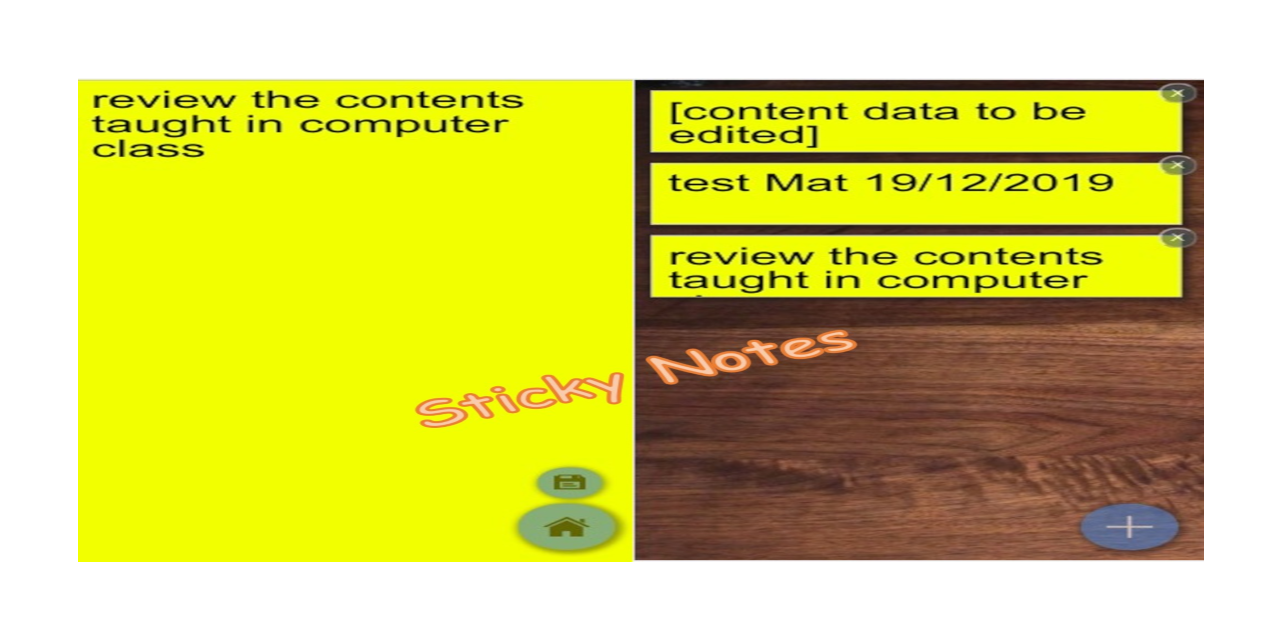 review the contents
taught in computer
class
[content data to be
edited]
test Mat 19/12/2019
review the contents
taught in computer
Sticky Notes